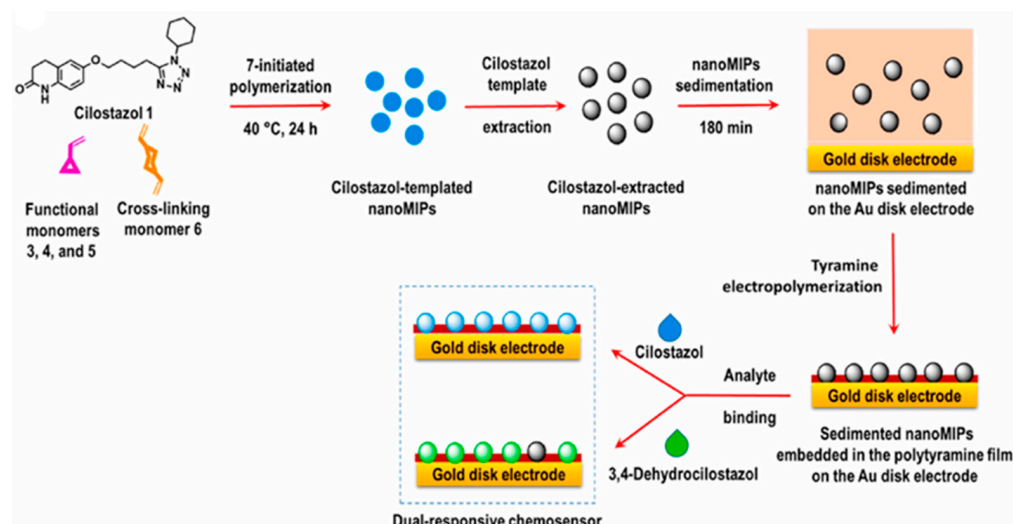 O
N
H
O
N
N
N
N
Cilostazol 1
Functional
monomers
3, 4, and 5
Cross-linking
monomer 6
7-initiated
polymerization
40 °C, 24 h
Cilostazol-templated
nanoMIPs
Cilostazol
template
extraction
Cilostazol-extracted
nanoMIPs
nanoMIPs
sedimentation
180 min
Gold disk electrode
nanoMIPs sedimented
on the Au disk electrode
Tyramine
electropolymerization
Gold disk electrode
Sedimented nanoMIPs
embedded in the polytyramine film
on the Au disk electrode
Analyte
binding
Cilostazol
3,4-Dehydrocilostazol
Gold disk electrode
Gold disk electrode
Dual-responsive chemosensor